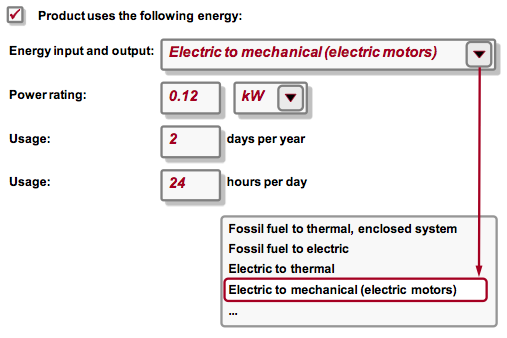 Product uses the following energy:
Energy input and output: Electric to mechanical (electric motors)
Power rating: 0.12 kW
Usage: 2 days per year
Usage: 24 hours per day
Fossil fuel to thermal, enclosed system
Fossil fuel to electric
Electric to thermal
Electric to mechanical (electric motors)
...